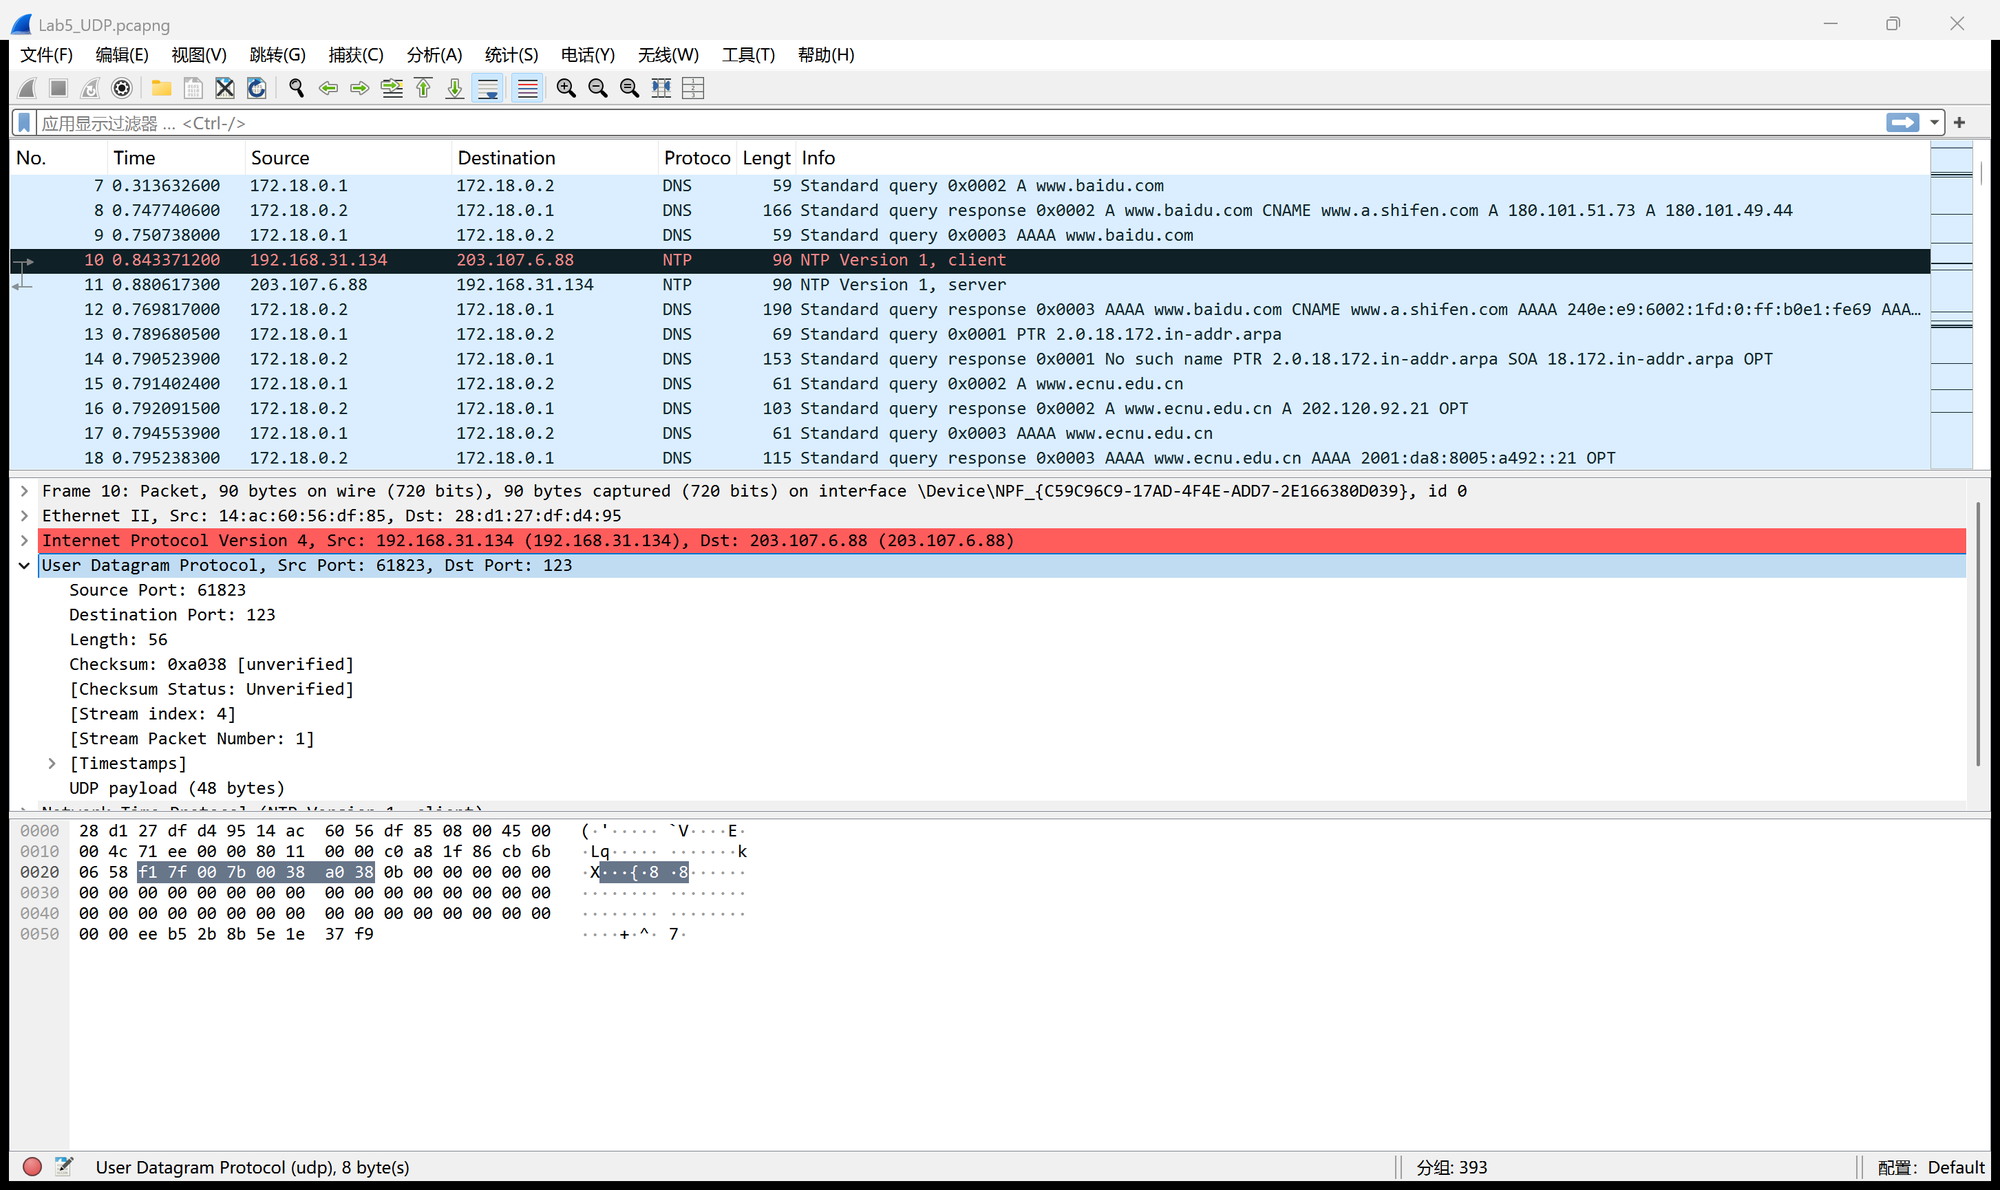 Lab5_UDP.pcapng
文件(F) 编辑(E) 视图(V) 跳转(G) 捕获(C) 分析(A) 统计(S) 电话(Y) 无线(W) 工具(T) 帮助(H)
应用显示过滤器 … <Ctrl-/>
No. Time Source Destination Protoco Lengt Info
7 0.313632600 172.18.0.1 172.18.0.2 DNS 59 Standard query 0x0002 A www.baidu.com
8 0.747740600 172.18.0.2 172.18.0.1 DNS 166 Standard query response 0x0002 A www.baidu.com CNAME www.a.shifen.com A 180.101.51.73 A 180.101.49.44
9 0.750738000 172.18.0.1 172.18.0.2 DNS 59 Standard query 0x0003 AAAA www.baidu.com
10 0.843371200 192.168.31.134 203.107.6.88 NTP 90 NTP Version 1, client
11 0.880617300 203.107.6.88 192.168.31.134 NTP 90 NTP Version 1, server
12 0.769817000 172.18.0.2 172.18.0.1 DNS 190 Standard query response 0x0003 AAAA www.baidu.com CNAME www.a.shifen.com AAAA 240e:e9:6002:1fd:0:ff:b0e1:fe69 AAA…
13 0.789680500 172.18.0.1 172.18.0.2 DNS 69 Standard query 0x0001 PTR 2.0.18.172.in-addr.arpa
14 0.790523900 172.18.0.2 172.18.0.1 DNS 153 Standard query response 0x0001 No such name PTR 2.0.18.172.in-addr.arpa SOA 18.172.in-addr.arpa OPT
15 0.791402400 172.18.0.1 172.18.0.2 DNS 61 Standard query 0x0002 A www.ecnu.edu.cn
16 0.792091500 172.18.0.2 172.18.0.1 DNS 103 Standard query response 0x0002 A www.ecnu.edu.cn A 202.120.92.21 OPT
17 0.794553900 172.18.0.1 172.18.0.2 DNS 61 Standard query 0x0003 AAAA www.ecnu.edu.cn
18 0.795238300 172.18.0.2 172.18.0.1 DNS 115 Standard query response 0x0003 AAAA www.ecnu.edu.cn AAAA 2001:da8:8005:a492::21 OPT
Frame 10: Packet, 90 bytes on wire (720 bits), 90 bytes captured (720 bits) on interface \Device\NPF_{C59C96C9-17AD-4F4E-ADD7-2E166380D039}, id 0
Ethernet II, Src: 14:ac:60:56:df:85, Dst: 28:d1:27:df:d4:95
Internet Protocol Version 4, Src: 192.168.31.134 (192.168.31.134), Dst: 203.107.6.88 (203.107.6.88)
User Datagram Protocol, Src Port: 61823, Dst Port: 123
Source Port: 61823
Destination Port: 123
Length: 56
Checksum: 0xa038 [unverified]
[Checksum Status: Unverified]
[Stream index: 4]
[Stream Packet Number: 1]
[Timestamps]
UDP payload (48 bytes)
Network Time Protocol (NTP Version 1, client)
0000 28 d1 27 df d4 95 14 ac 60 56 df 85 08 00 45 00 (·'····· `V····E·
0010 00 4c 71 ee 00 00 80 11 00 00 c0 a8 1f 86 cb 6b ·Lq····· ·······k
0020 06 58 f1 7f 00 7b 00 38 a0 38 0b 00 00 00 00 00 ·X···{·8 ·8······
0030 00 00 00 00 00 00 00 00 00 00 00 00 00 00 00 00 ········ ········
0040 00 00 00 00 00 00 00 00 00 00 00 00 00 00 00 00 ········ ········
0050 00 00 ee b5 2b 8b 5e 1e 37 f9 ····+·^· 7·
User Datagram Protocol (udp), 8 byte(s) 分组: 393 配置: Default